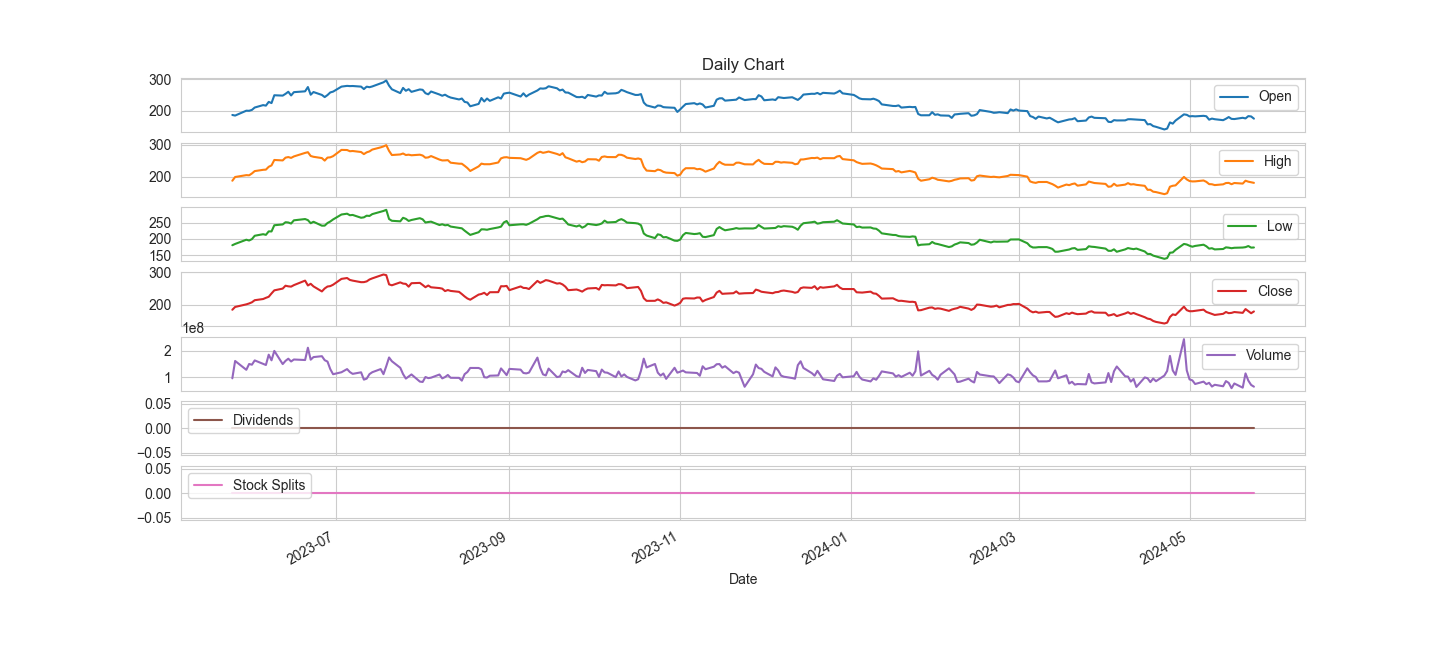 Daily Chart
300
200
Open
300
200
High
250
200
150
Low
300
200
Close
1e8
2
1
Volume
0.05
0.00
−0.05
Dividends
0.05
0.00
−0.05
Stock Splits
2023-07
2023-09
2023-11
2024-01
2024-03
2024-05
Date